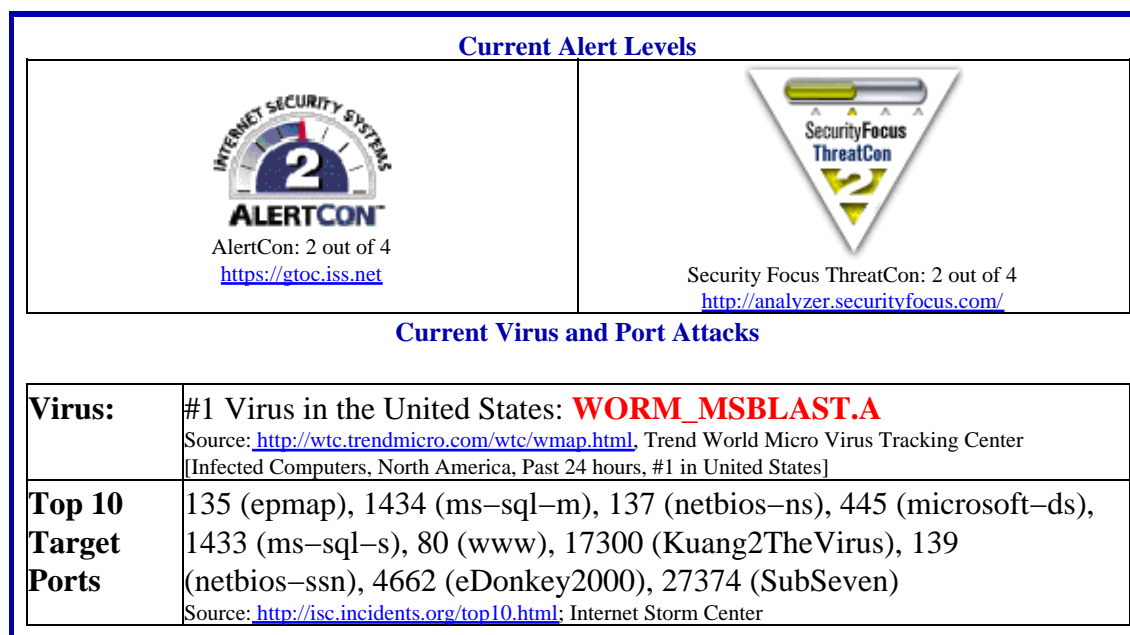 Current Alert Levels
INTERNET SECURITY SYSTEMS
2
ALERTCON™
AlertCon: 2 out of 4
https://gtoc.iss.net
SecurityFocus
ThreatCon
2
Security Focus ThreatCon: 2 out of 4
http://analyzer.securityfocus.com/
Current Virus and Port Attacks
Virus:
#1 Virus in the United States: WORM_MSBLAST.A
Source: http://wtc.trendmicro.com/wtc/wmap.html, Trend World Micro Virus Tracking Center
[Infected Computers, North America, Past 24 hours, #1 in United States]
Top 10
Target
Ports
135 (epmap), 1434 (ms−sql−m), 137 (netbios−ns), 445 (microsoft−ds),
1433 (ms−sql−s), 80 (www), 17300 (Kuang2TheVirus), 139
(netbios−ssn), 4662 (eDonkey2000), 27374 (SubSeven)
Source: http://isc.incidents.org/top10.html; Internet Storm Center